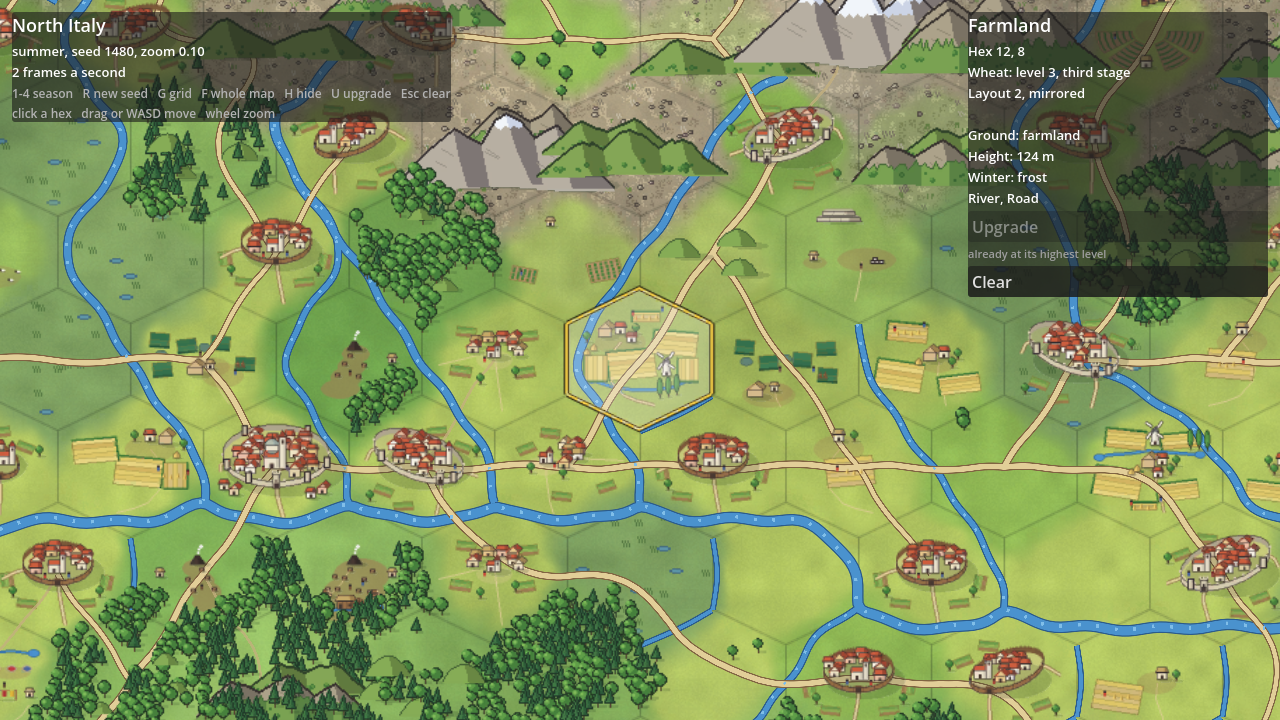 North Italy
summer, seed 1480, zoom 0.10
2 frames a second
1-4 season R new seed G grid F whole map H hide U upgrade Esc clear
click a hex drag or WASD move wheel zoom
Farmland
Hex 12, 8
Wheat: level 3, third stage
Layout 2, mirrored
Ground: farmland
Height: 124 m
Winter: frost
River, Road
Upgrade
already at its highest level
Clear